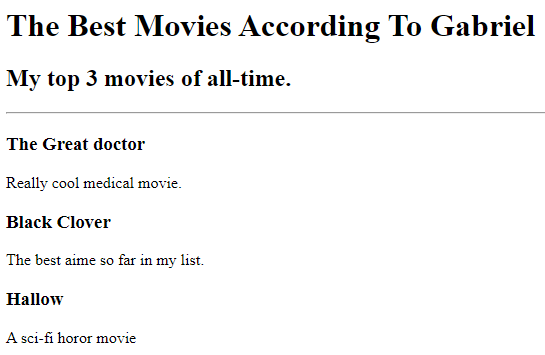 The Best Movies According To Gabriel
My top 3 movies of all-time.
The Great doctor
Really cool medical movie.
Black Clover
The best aime so far in my list.
Hallow
A sci-fi horor movie